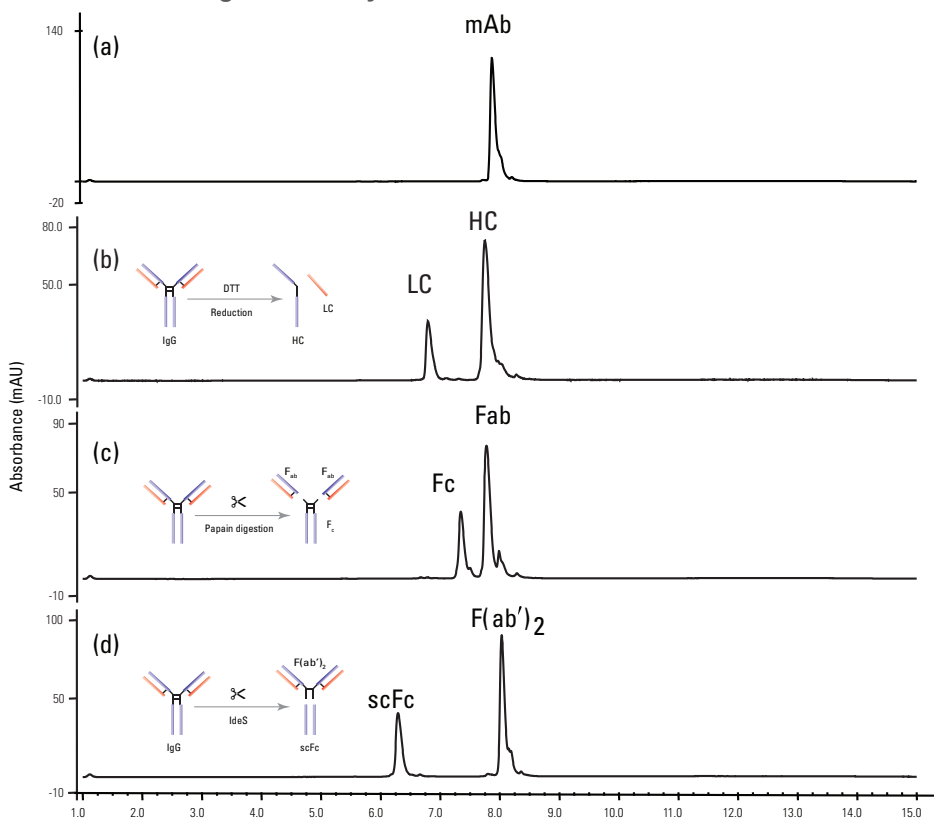 140
(a)
mAb
-20
80.0
HC
(b)
50.0
LC
DTT
Reduction
LC
IgG
HC
-10.0
Absorbance (mAU)
90
Fab
(c)
Fab
Fab
Fc
50
Papain digestion
Fc
-10
100
F(ab′)2
(d)
F(ab′)2
50
scFc
IdeS
IgG
scFc
-10
1.0 2.0 3.0 4.0 5.0 6.0 7.0 8.0 9.0 10.0 11.0 12.0 13.0 14.0 15.0